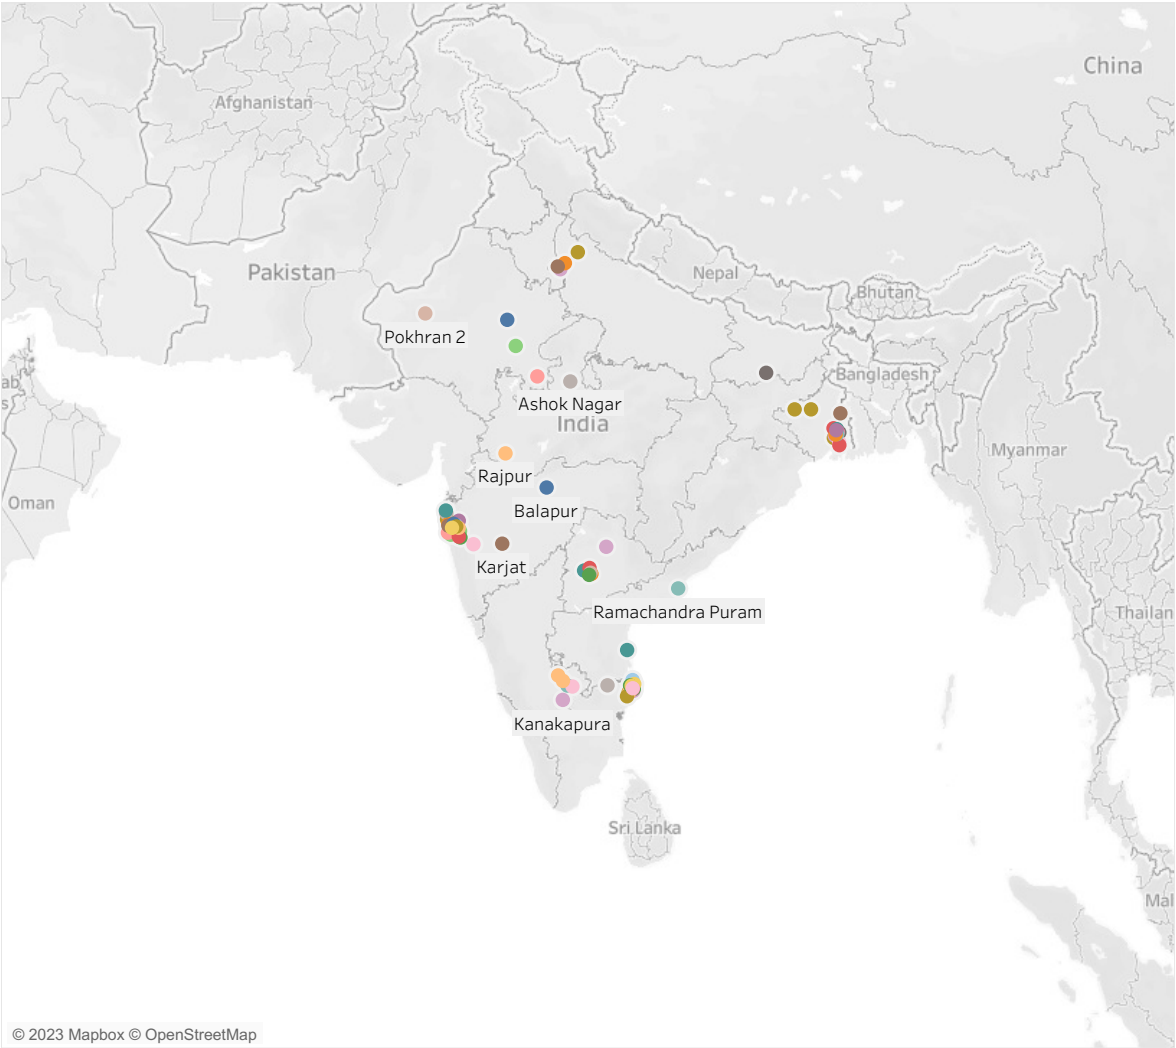 China
Afghanistan
Pakistan
Nepal
Bhutan
Pokhran 2
Bangladesh
ab
s
Ashok Nagar
India
Myanmar
Rajpur
Oman
Balapur
Karjat
Ramachandra Puram
Thailan
Kanakapura
Sri Lanka
Mal
© 2023 Mapbox © OpenStreetMap